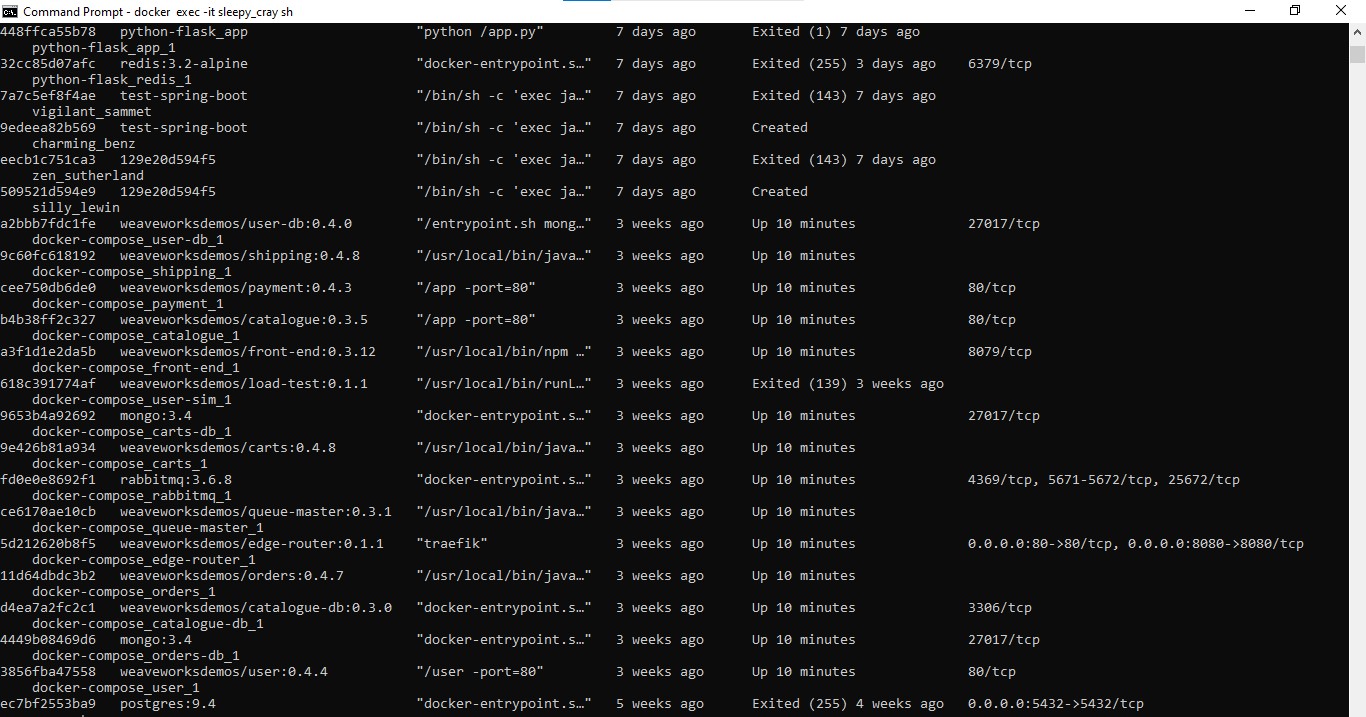 Command Prompt - docker  exec -it sleepy_cray sh
448ffca55b78   python-flask_app                     "python /app.py"         7 days ago    Exited (1) 7 days ago
    python-flask_app_1
32cc85d07afc   redis:3.2-alpine                     "docker-entrypoint.s…"   7 days ago    Exited (255) 3 days ago    6379/tcp
    python-flask_redis_1
7a7c5ef8f4ae   test-spring-boot                     "/bin/sh -c 'exec ja…"   7 days ago    Exited (143) 7 days ago
    vigilant_sammet
9edeea82b569   test-spring-boot                     "/bin/sh -c 'exec ja…"   7 days ago    Created
    charming_benz
eecb1c751ca3   129e20d594f5                         "/bin/sh -c 'exec ja…"   7 days ago    Exited (143) 7 days ago
    zen_sutherland
509521d594e9   129e20d594f5                         "/bin/sh -c 'exec ja…"   7 days ago    Created
    silly_lewin
a2bbb7fdc1fe   weaveworksdemos/user-db:0.4.0        "/entrypoint.sh mong…"   3 weeks ago   Up 10 minutes              27017/tcp
    docker-compose_user-db_1
9c60fc618192   weaveworksdemos/shipping:0.4.8       "/usr/local/bin/java…"   3 weeks ago   Up 10 minutes
    docker-compose_shipping_1
cee750db6de0   weaveworksdemos/payment:0.4.3        "/app -port=80"          3 weeks ago   Up 10 minutes              80/tcp
    docker-compose_payment_1
b4b38ff2c327   weaveworksdemos/catalogue:0.3.5      "/app -port=80"          3 weeks ago   Up 10 minutes              80/tcp
    docker-compose_catalogue_1
a3f1d1e2da5b   weaveworksdemos/front-end:0.3.12     "/usr/local/bin/npm …"   3 weeks ago   Up 10 minutes              8079/tcp
    docker-compose_front-end_1
618c391774af   weaveworksdemos/load-test:0.1.1      "/usr/local/bin/runL…"   3 weeks ago   Exited (139) 3 weeks ago
    docker-compose_user-sim_1
9653b4a92692   mongo:3.4                            "docker-entrypoint.s…"   3 weeks ago   Up 10 minutes              27017/tcp
    docker-compose_carts-db_1
9e426b81a934   weaveworksdemos/carts:0.4.8          "/usr/local/bin/java…"   3 weeks ago   Up 10 minutes
    docker-compose_carts_1
fd0e0e8692f1   rabbitmq:3.6.8                       "docker-entrypoint.s…"   3 weeks ago   Up 10 minutes              4369/tcp, 5671-5672/tcp, 25672/tcp
    docker-compose_rabbitmq_1
ce6170ae10cb   weaveworksdemos/queue-master:0.3.1   "/usr/local/bin/java…"   3 weeks ago   Up 10 minutes
    docker-compose_queue-master_1
5d212620b8f5   weaveworksdemos/edge-router:0.1.1    "traefik"                3 weeks ago   Up 10 minutes              0.0.0.0:80->80/tcp, 0.0.0.0:8080->8080/tcp
    docker-compose_edge-router_1
11d64dbdc3b2   weaveworksdemos/orders:0.4.7         "/usr/local/bin/java…"   3 weeks ago   Up 10 minutes
    docker-compose_orders_1
d4ea7a2fc2c1   weaveworksdemos/catalogue-db:0.3.0   "docker-entrypoint.s…"   3 weeks ago   Up 10 minutes              3306/tcp
    docker-compose_catalogue-db_1
4449b08469d6   mongo:3.4                            "docker-entrypoint.s…"   3 weeks ago   Up 10 minutes              27017/tcp
    docker-compose_orders-db_1
3856fba47558   weaveworksdemos/user:0.4.4           "/user -port=80"         3 weeks ago   Up 10 minutes              80/tcp
    docker-compose_user_1
ec7bf2553ba9   postgres:9.4                         "docker-entrypoint.s…"   5 weeks ago   Exited (255) 4 weeks ago   0.0.0.0:5432->5432/tcp